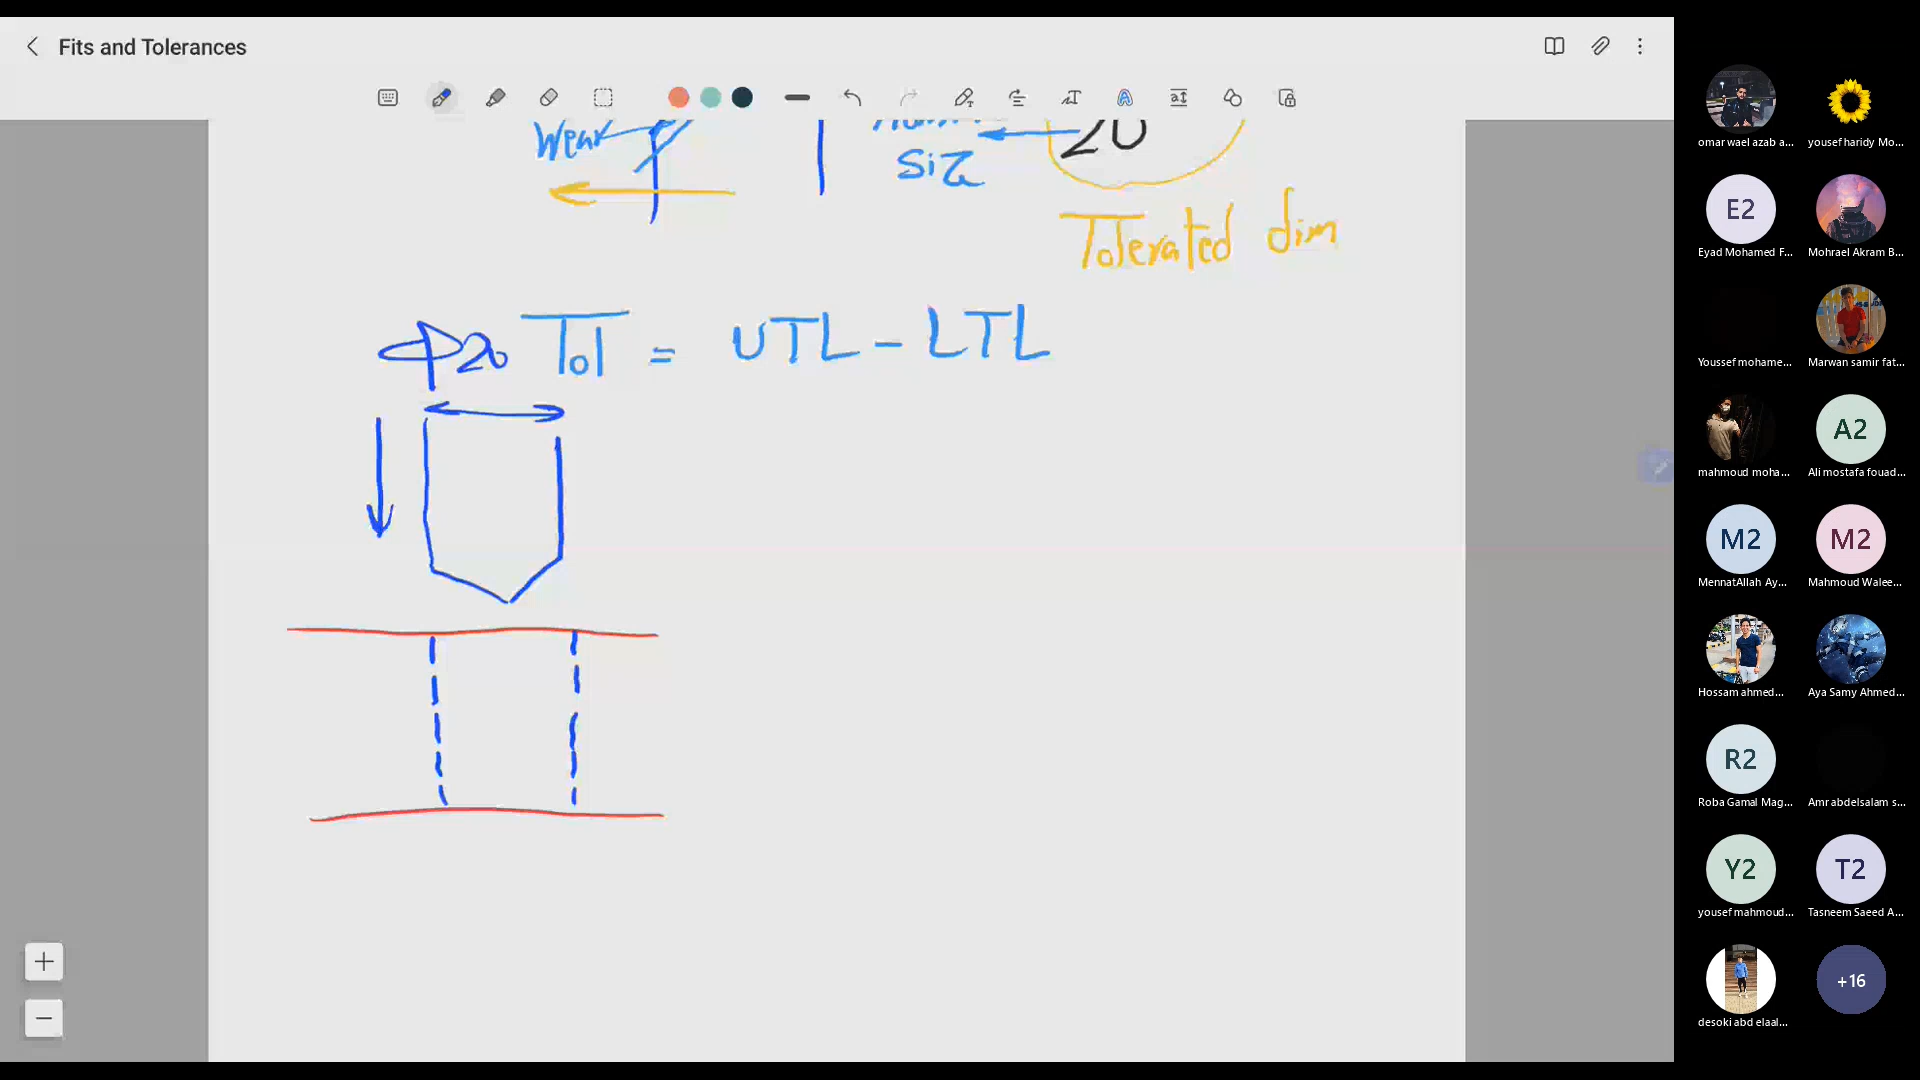 Fits and Tolerances
Wear
Size
20
Tolerated dim
Φ20 Tol = UTL - LTL
omar wael azab a...
yousef haridy Mo...
E2
Eyad Mohamed F...
Mohrael Akram B...
Youssef mohame...
Marwan samir fat...
mahmoud moha...
A2
Ali mostafa fouad...
M2
MennatAllah Ay...
M2
Mahmoud Walee...
Hossam ahmed...
Aya Samy Ahmed...
R2
Roba Gamal Mag...
Amr abdelsalam s...
Y2
yousef mahmoud...
T2
Tasneem Saeed A...
desoki abd elaal...
+16